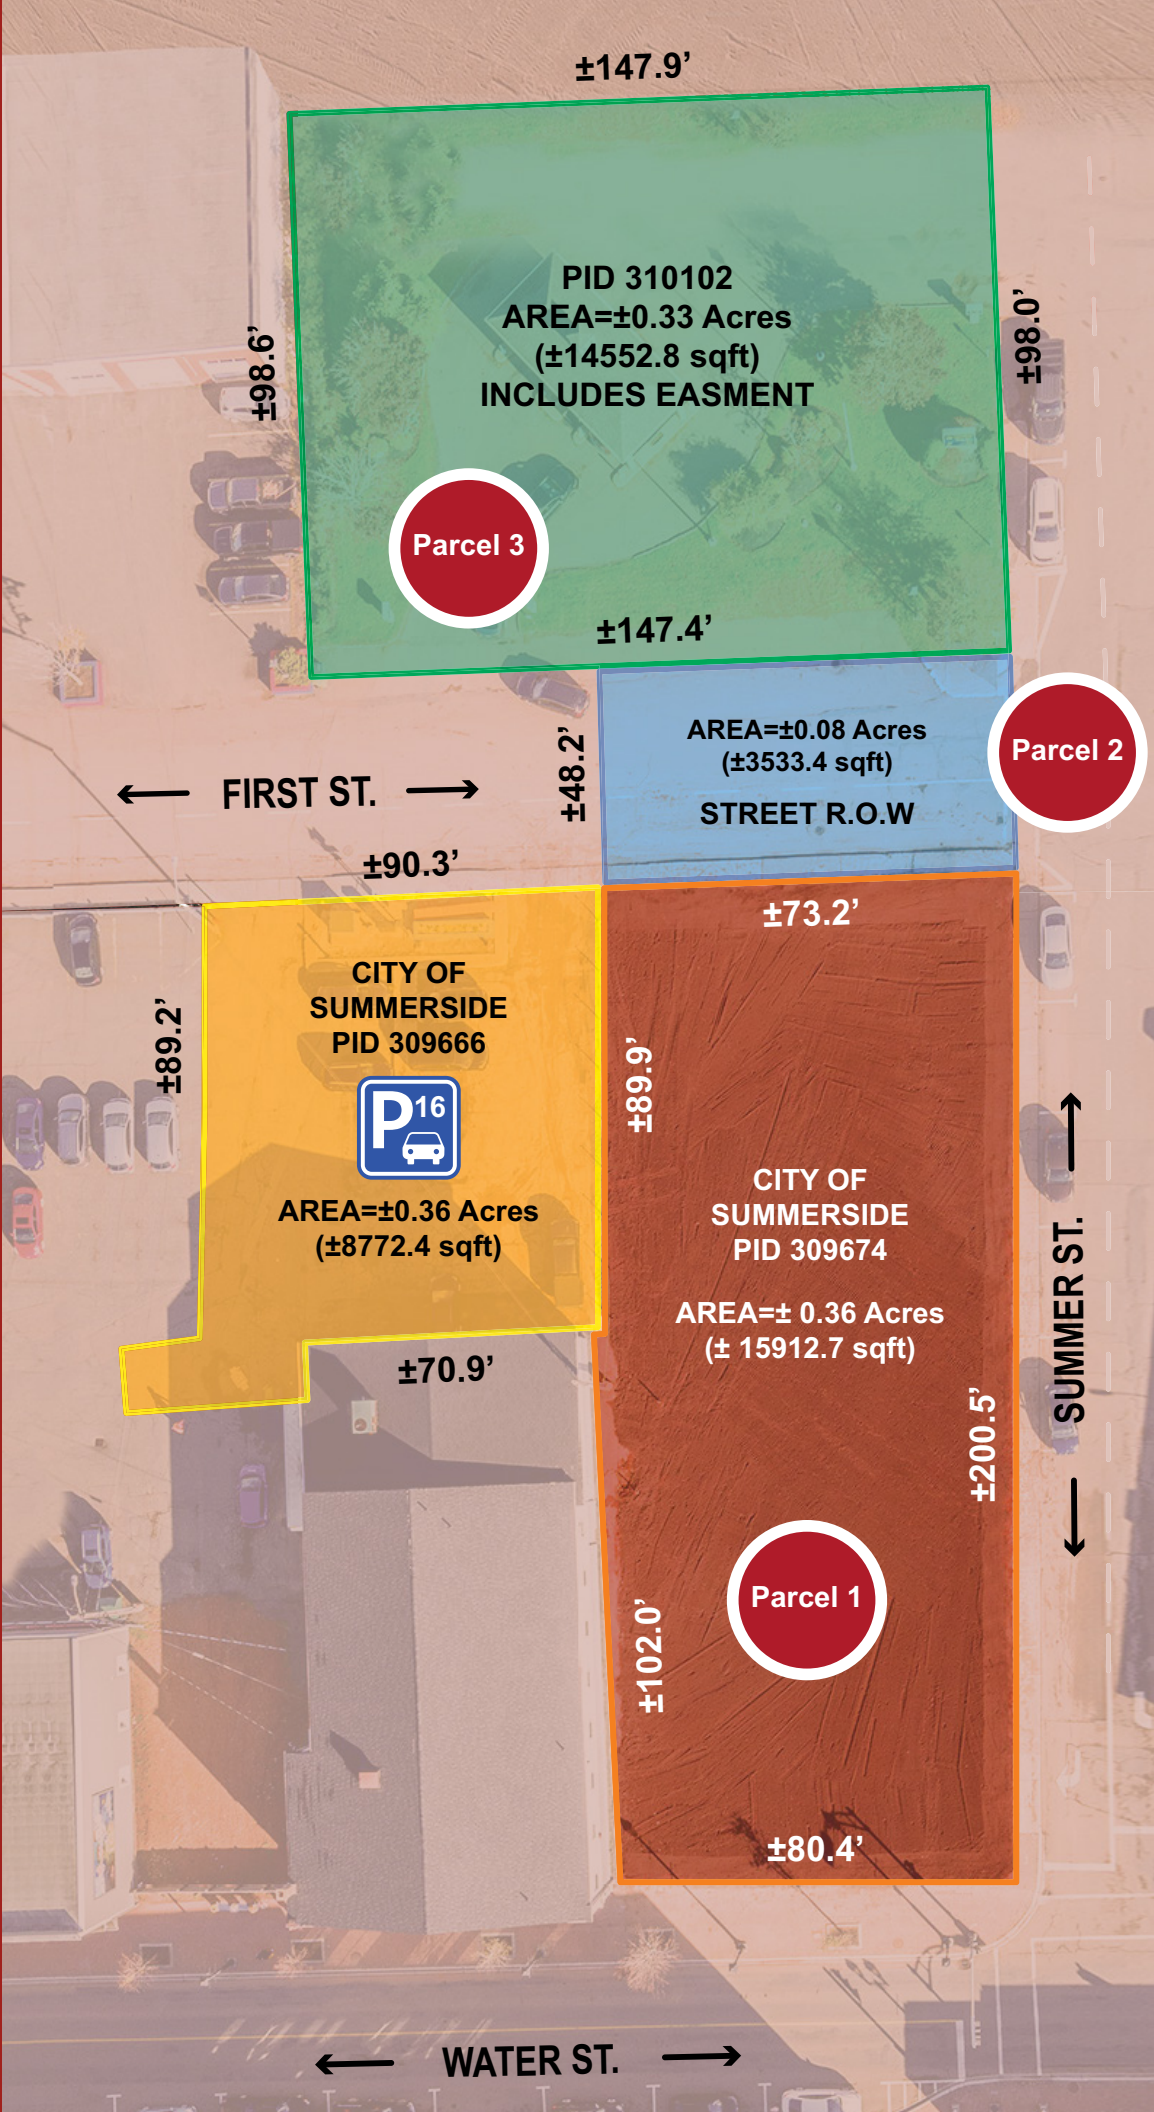 ±147.9’
PID 310102
AREA=±0.33 Acres
(±14552.8 sqft)
INCLUDES EASMENT
±98.6’
±98.0’
Parcel 3
±147.4’
AREA=±0.08 Acres
(±3533.4 sqft)
STREET R.O.W
Parcel 2
±48.2’
FIRST ST.
±90.3’
±73.2’
CITY OF
SUMMERSIDE
PID 309666
P16
AREA=±0.36 Acres
(±8772.4 sqft)
±89.2’
±89.9’
±70.9’
CITY OF
SUMMERSIDE
PID 309674
AREA=± 0.36 Acres
(± 15912.7 sqft)
SUMMER ST.
±200.5’
Parcel 1
±102.0’
±80.4’
WATER ST.